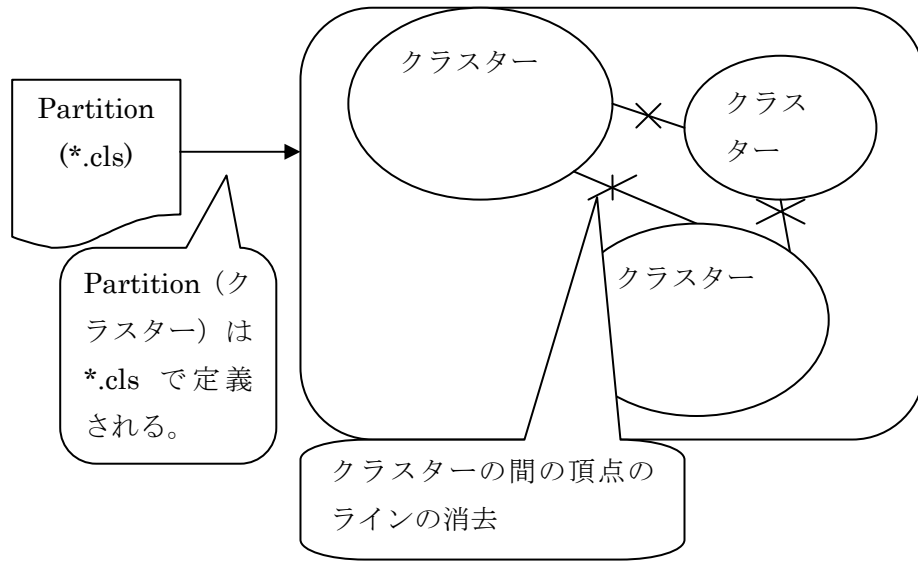 クラスター
クラス
ター
Partition
(*.cls)
クラスター
Partition（ク
ラスター）は
*.cls で定義
される。
クラスターの間の頂点の
ラインの消去